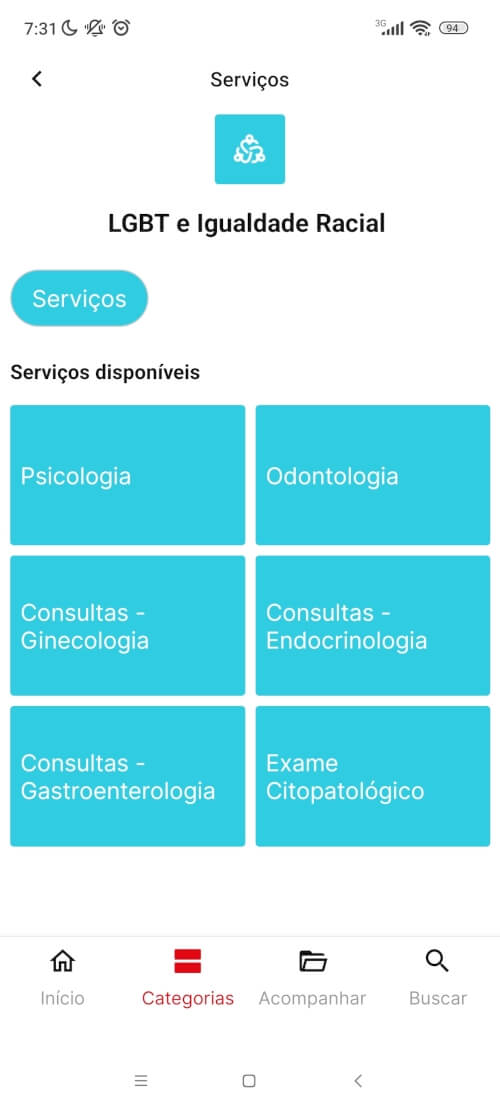 7:31
3G
94
Serviços
LGBT e Igualdade Racial
Serviços
Serviços disponíveis
Psicologia
Odontologia
Consultas -
Ginecologia
Consultas -
Endocrinologia
Consultas -
Gastroenterologia
Exame
Citopatológico
Início
Categorias
Acompanhar
Buscar